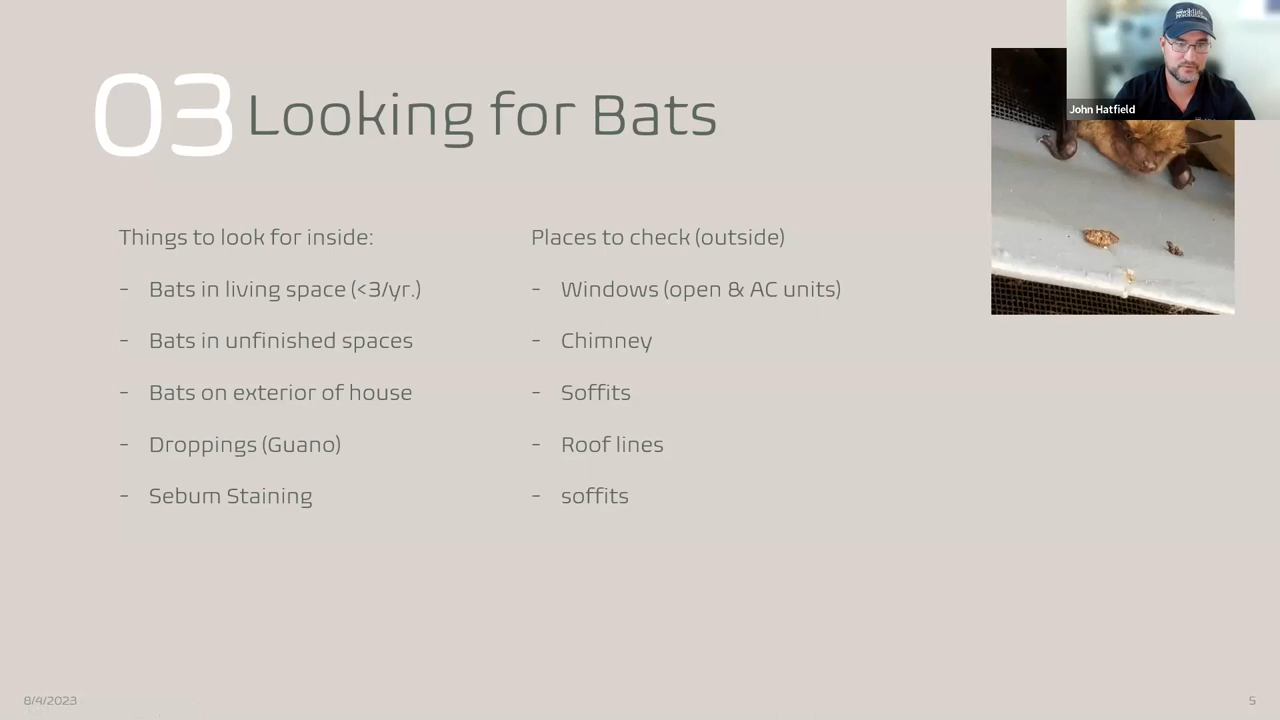 03 Looking for Bats
John Hatfield
Things to look for inside:
- Bats in living space (<3/yr.)
- Bats in unfinished spaces
- Bats on exterior of house
- Droppings (Guano)
- Sebum Staining
Places to check (outside)
- Windows (open & AC units)
- Chimney
- Soffits
- Roof lines
- soffits
8/4/2023
5